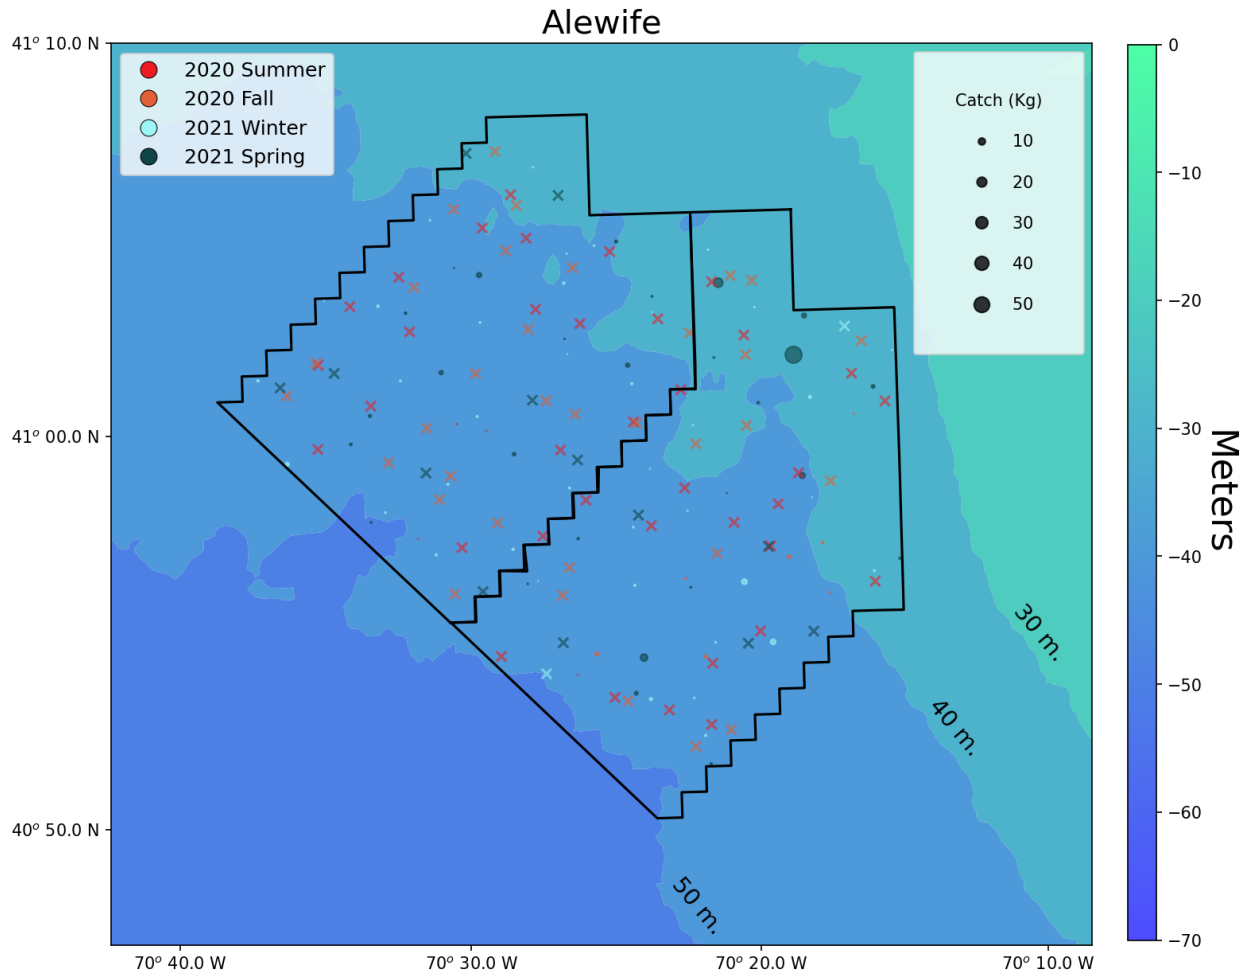 Alewife
41° 10.0 N
41° 00.0 N
40° 50.0 N
2020 Summer
2020 Fall
2021 Winter
2021 Spring
Catch (Kg)
10
20
30
40
50
30 m.
40 m.
50 m.
70° 40.0 W
70° 30.0 W
70° 20.0 W
70° 10.0 W
0
−10
−20
−30
−40
−50
−60
−70
Meters